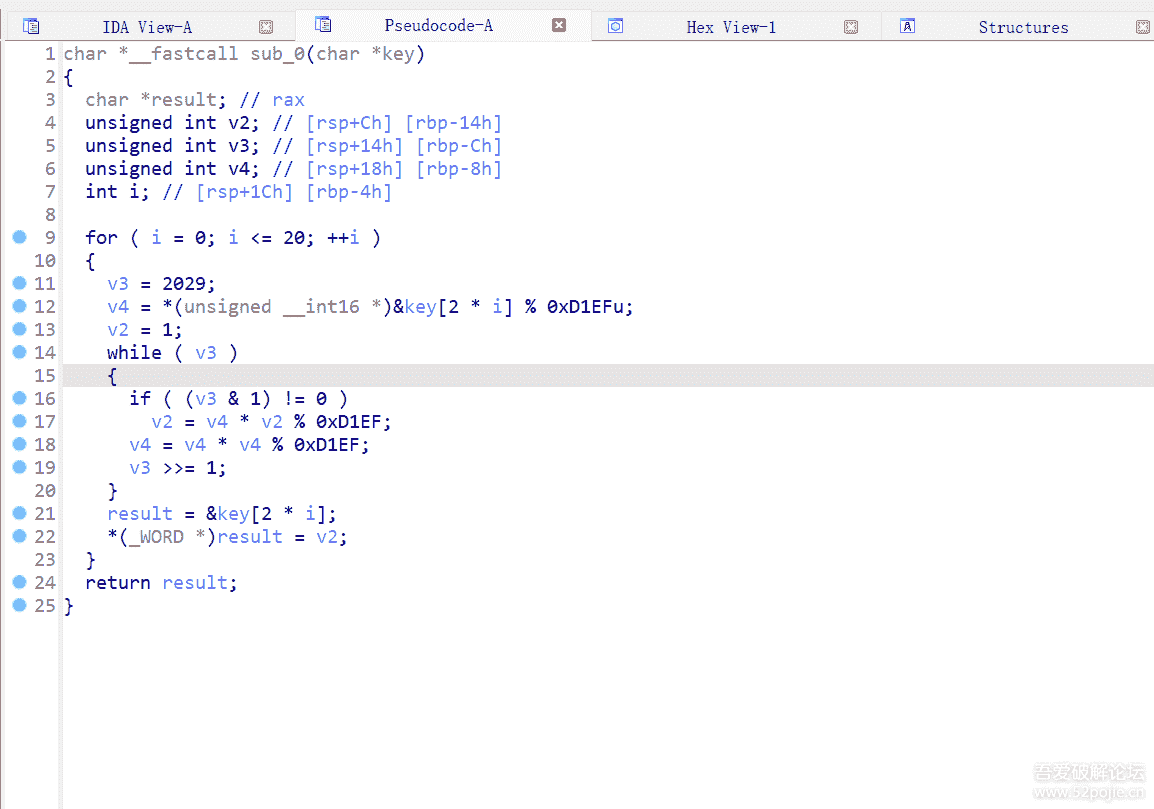 IDA View-A Pseudocode-A Hex View-1 Structures
1 char *__fastcall sub_0(char *key)
2 {
3 char *result; // rax
4 unsigned int v2; // [rsp+Ch] [rbp-14h]
5 unsigned int v3; // [rsp+14h] [rbp-Ch]
6 unsigned int v4; // [rsp+18h] [rbp-8h]
7 int i; // [rsp+1Ch] [rbp-4h]
8
9 for ( i = 0; i <= 20; ++i )
10 {
11 v3 = 2029;
12 v4 = *(unsigned __int16 *)&key[2 * i] % 0xD1EFu;
13 v2 = 1;
14 while ( v3 )
15 {
16 if ( (v3 & 1) != 0 )
17 v2 = v4 * v2 % 0xD1EF;
18 v4 = v4 * v4 % 0xD1EF;
19 v3 >>= 1;
20 }
21 result = &key[2 * i];
22 *(_WORD *)result = v2;
23 }
24 return result;
25 }
吾爱破解论坛
www.52pojie.cn